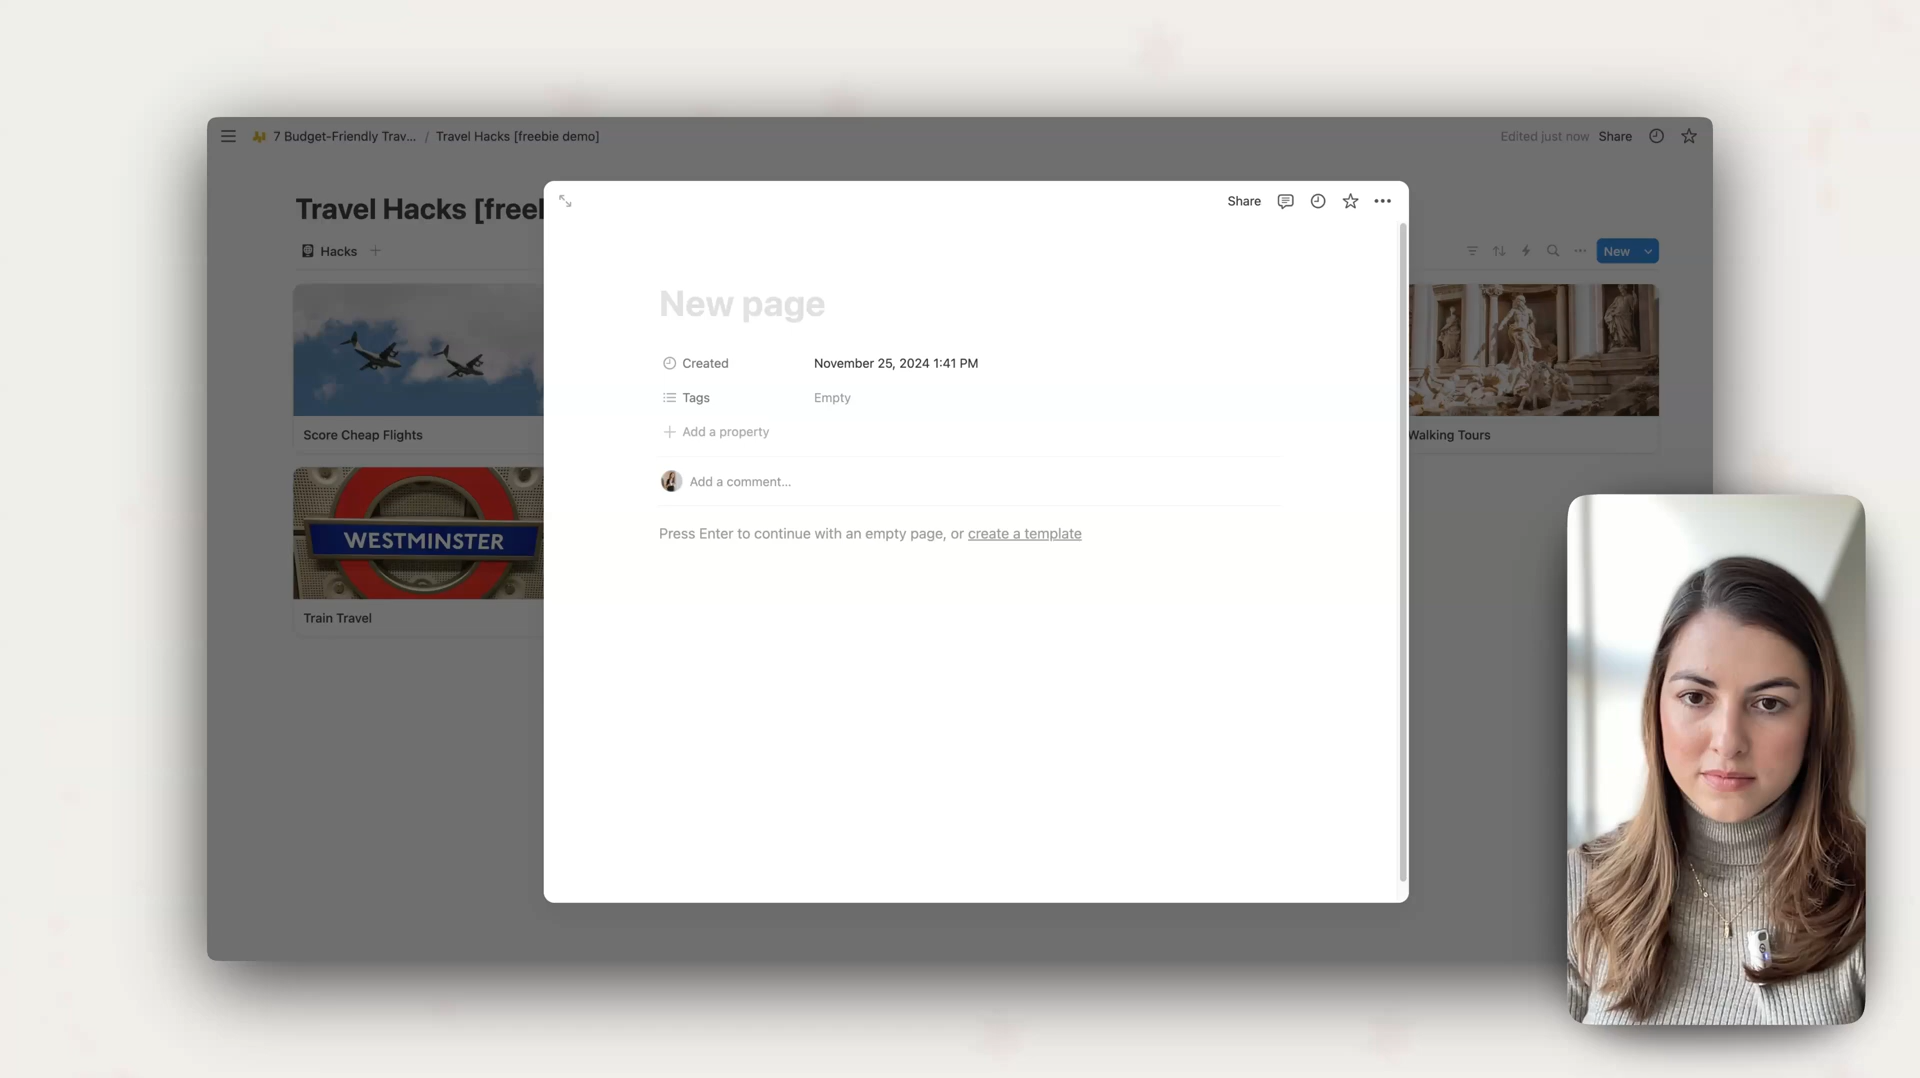 7 Budget-Friendly Trav... / Travel Hacks [freebie demo]
Edited just now Share
Travel Hacks [freel
Hacks
New
Score Cheap Flights
WESTMINSTER
Train Travel
Share
New page
Created November 25, 2024 1:41 PM
Tags Empty
Add a property
Add a comment...
Press Enter to continue with an empty page, or create a template
Walking Tours